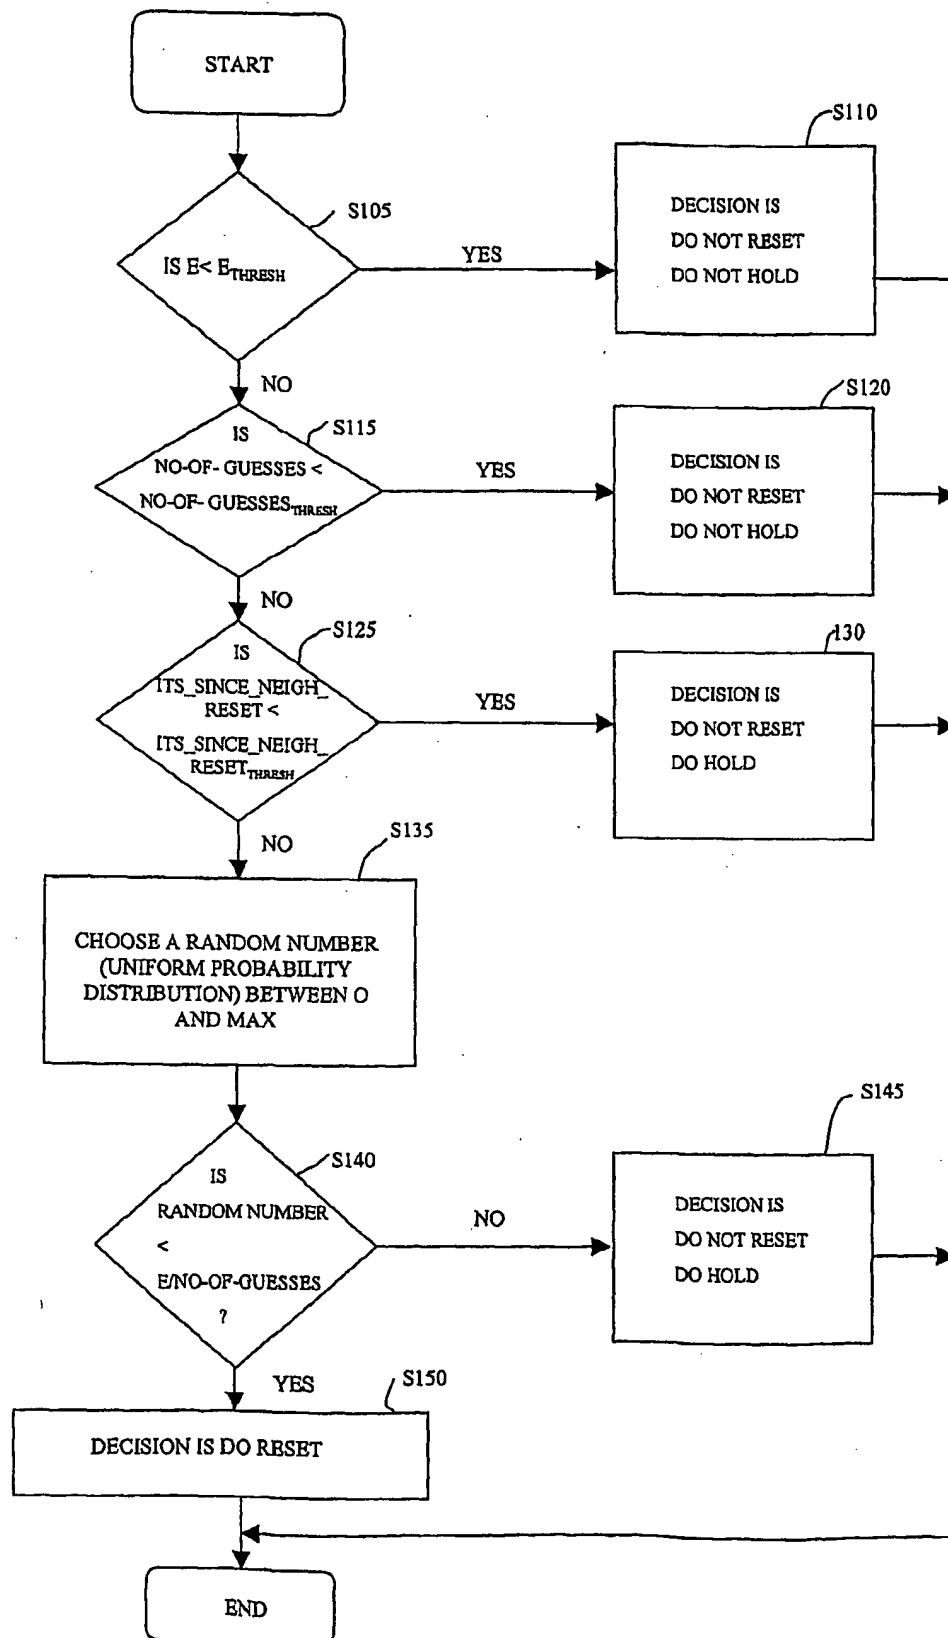 START
S105
IS E< E_THRESH
YES
S110
DECISION IS
DO NOT RESET
DO NOT HOLD
NO
S115
IS
NO-OF- GUESSES <
NO-OF- GUESSES_THRESH
YES
S120
DECISION IS
DO NOT RESET
DO NOT HOLD
NO
S125
IS
ITS_SINCE_NEIGH_
RESET <
ITS_SINCE_NEIGH_
RESET_THRESH
YES
130
DECISION IS
DO NOT RESET
DO HOLD
NO
S135
CHOOSE A RANDOM NUMBER
(UNIFORM PROBABILITY
DISTRIBUTION) BETWEEN O
AND MAX
S140
IS
RANDOM NUMBER
<
E/NO-OF-GUESSES
?
NO
S145
DECISION IS
DO NOT RESET
DO HOLD
YES
S150
DECISION IS DO RESET
END